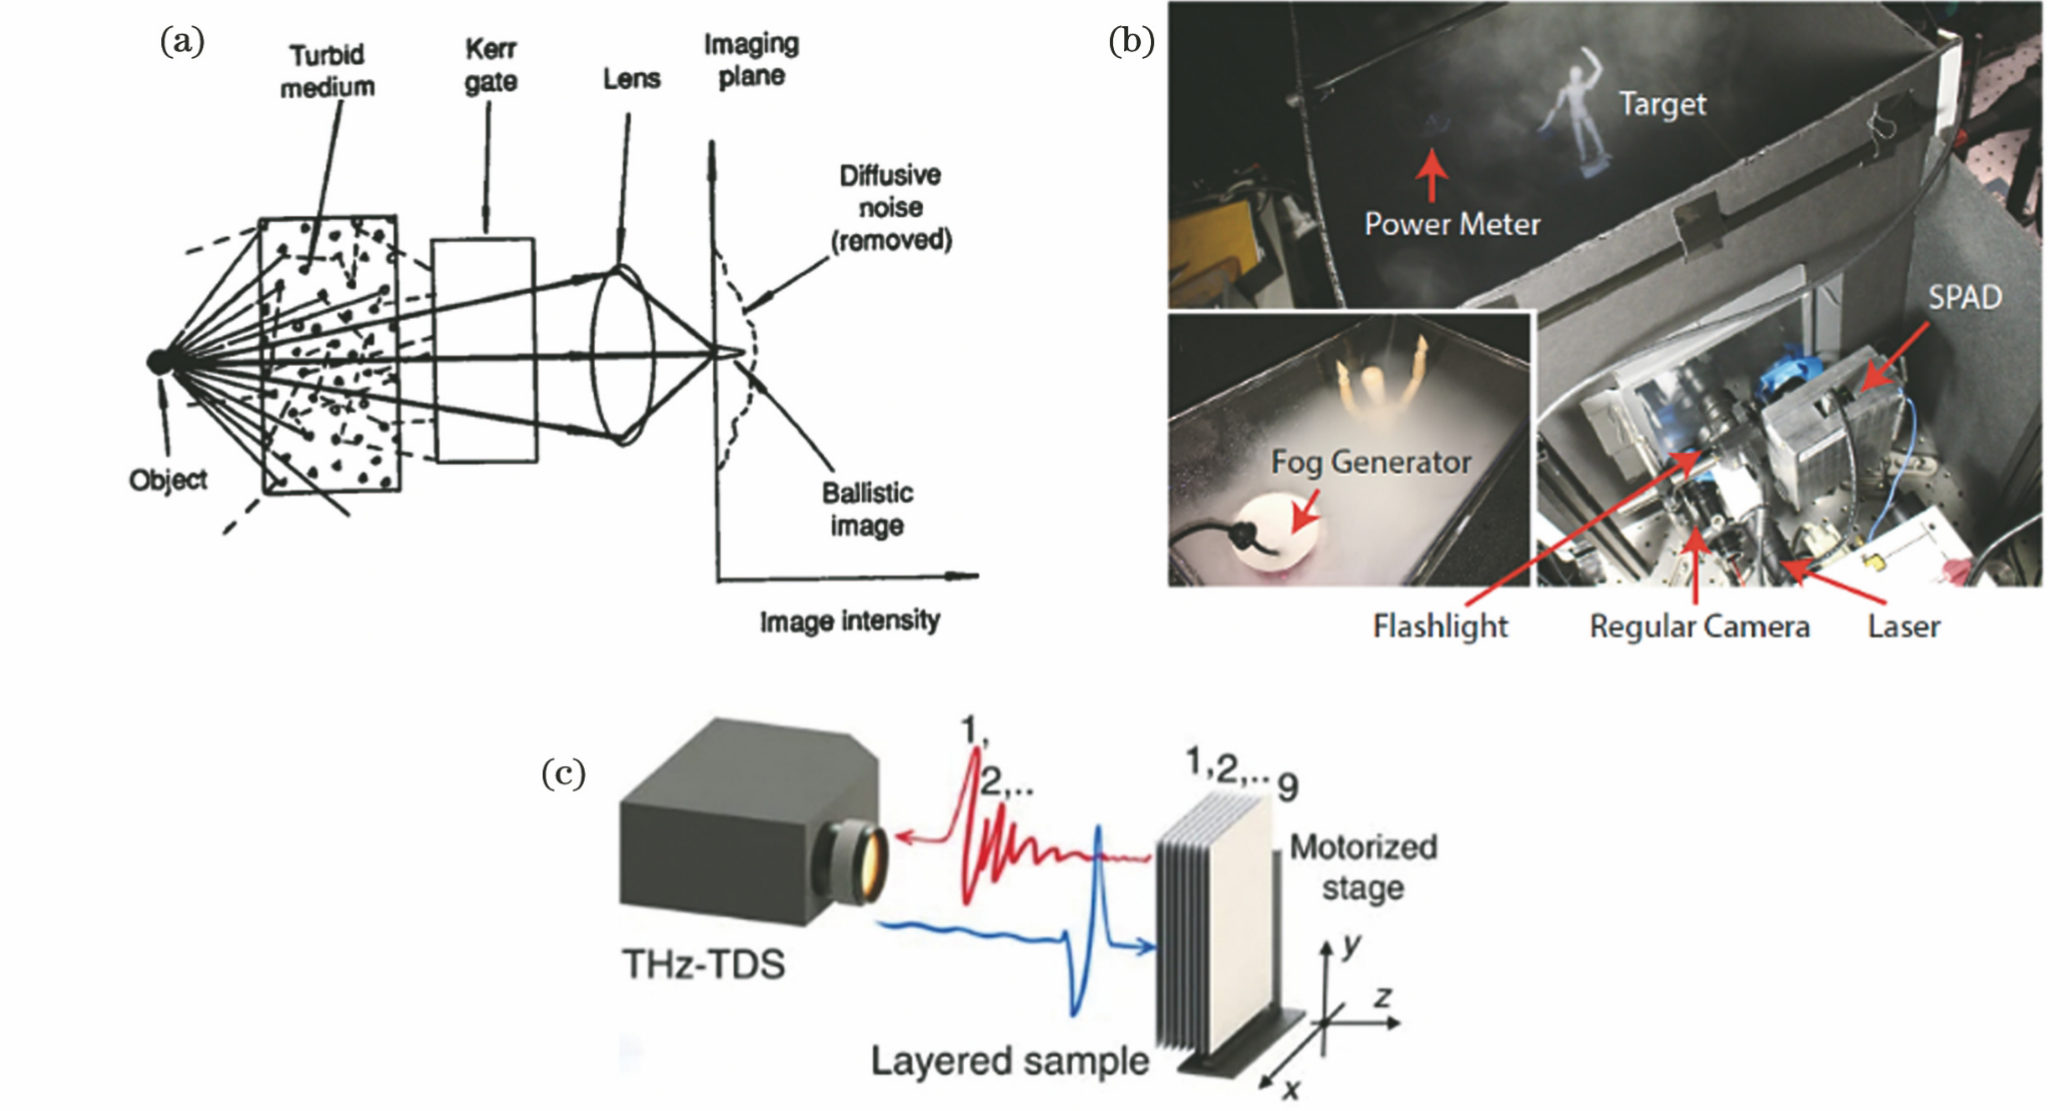 (a)
Turbid
medium
Kerr
gate
Lens
Imaging
plane
Diffusive
noise
(removed)
Object
Ballistic
image
Image intensity
(b)
Target
Power Meter
SPAD
Fog Generator
Flashlight
Regular Camera
Laser
(c)
1,
2,..
1,2,.. 9
Motorized
stage
THz-TDS
Layered sample
y
z
x